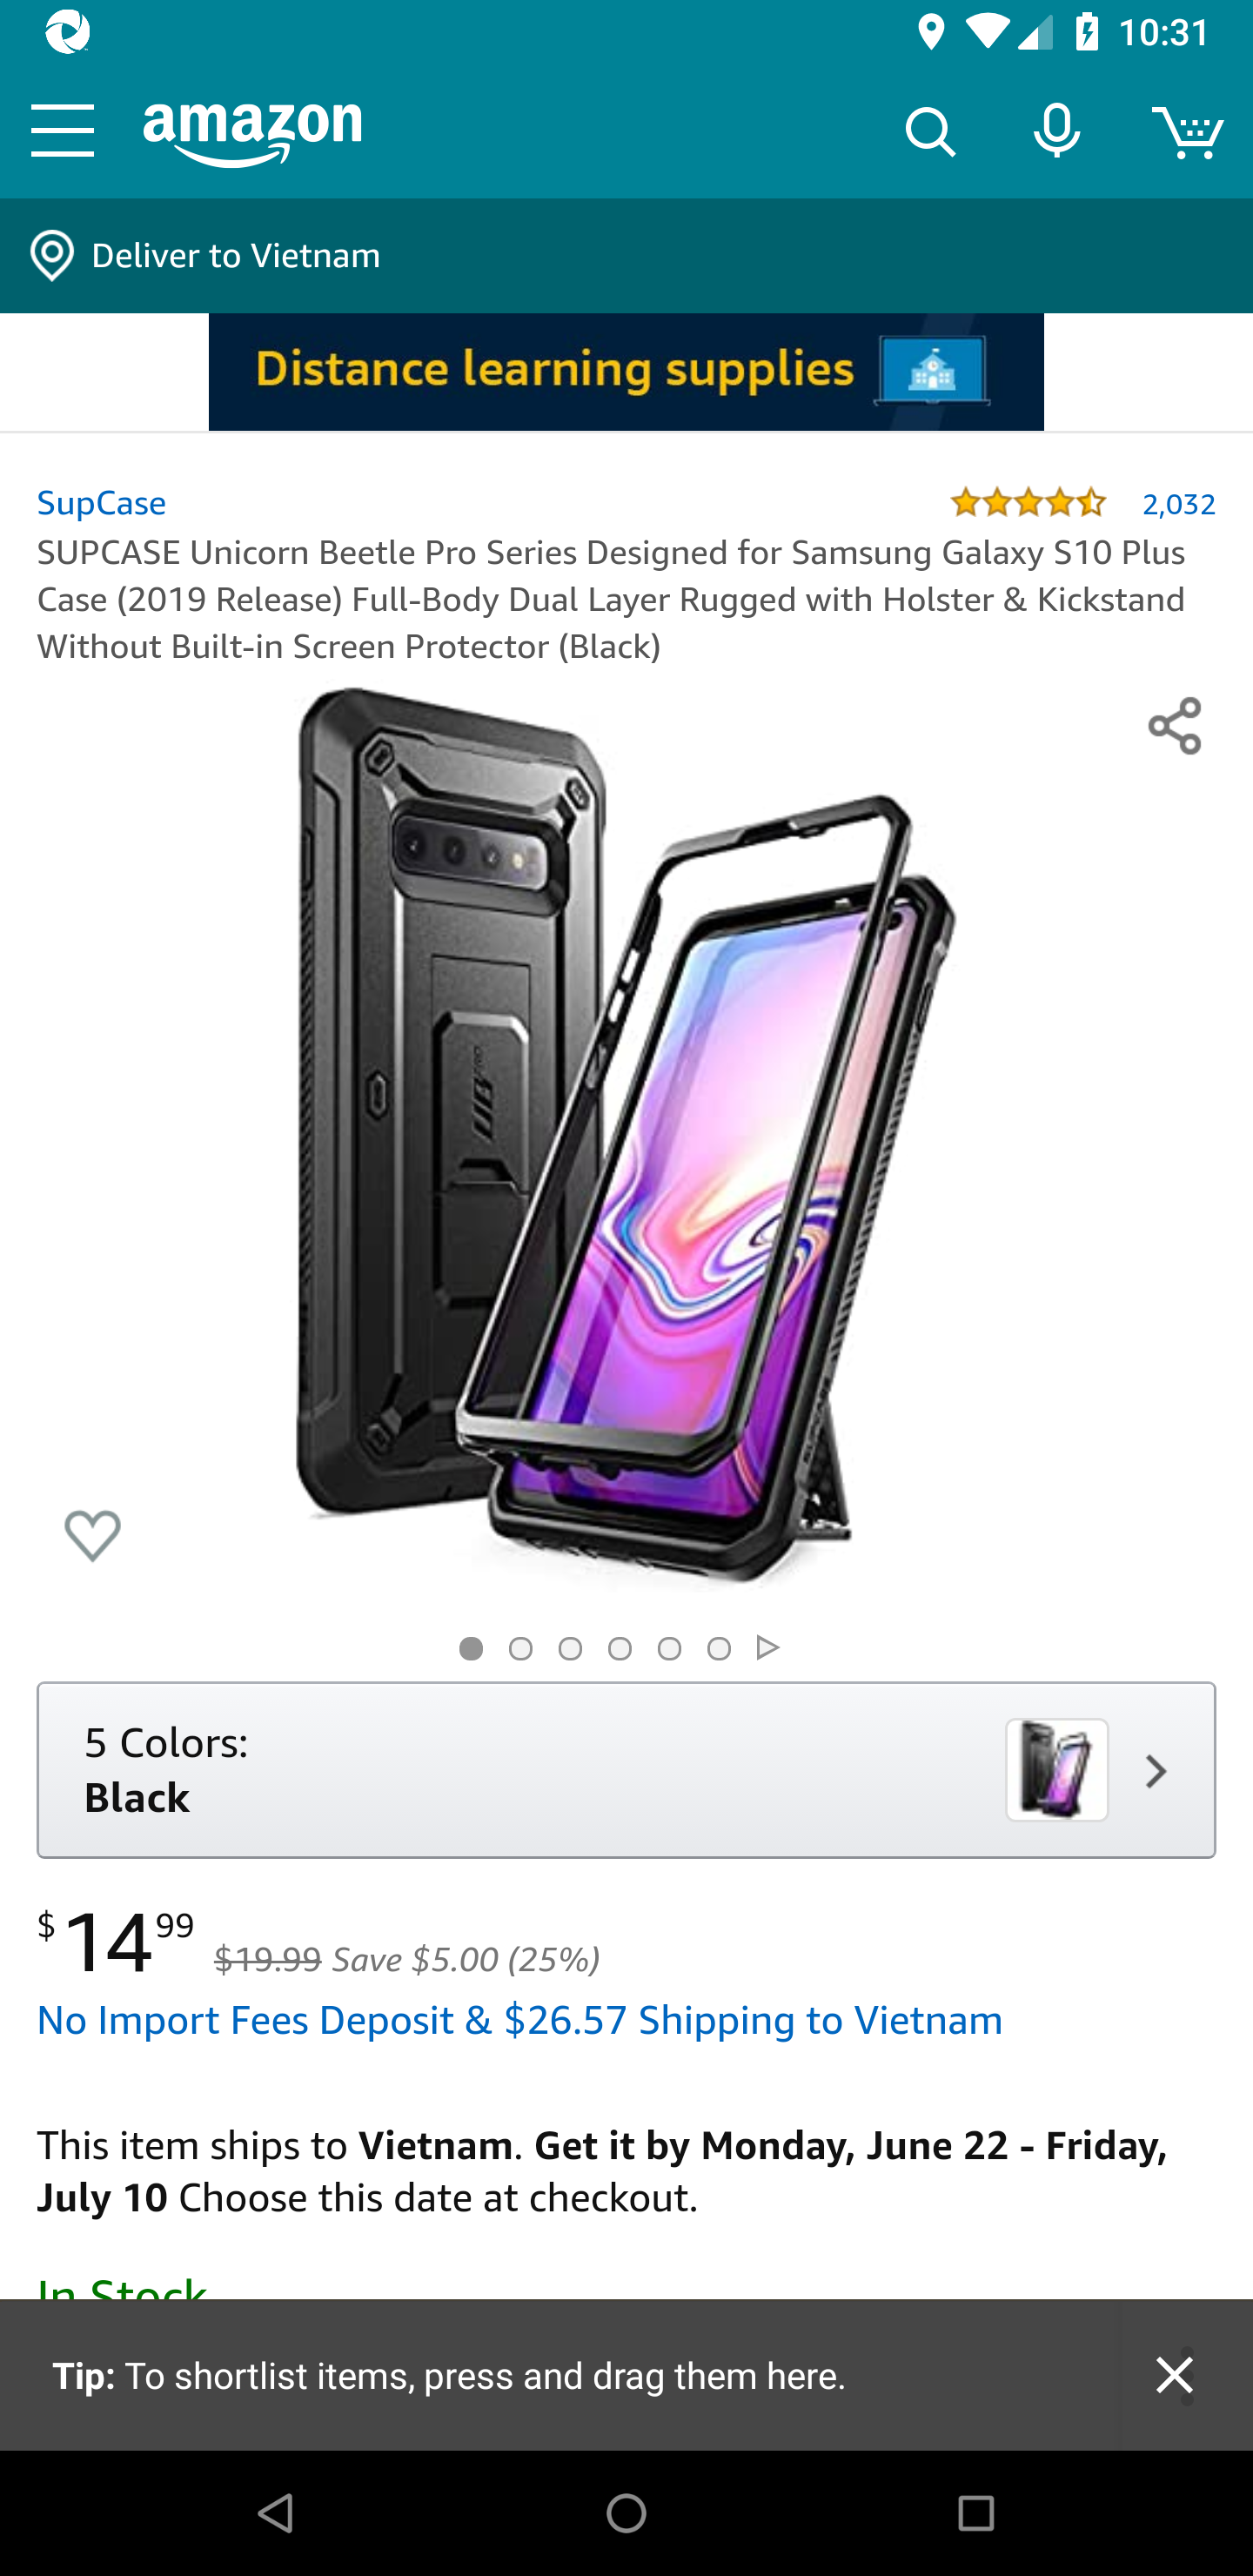 10:31
amazon
Deliver to Vietnam
Distance learning supplies
SupCase 2,032
SUPCASE Unicorn Beetle Pro Series Designed for Samsung Galaxy S10 Plus
Case (2019 Release) Full-Body Dual Layer Rugged with Holster & Kickstand
Without Built-in Screen Protector (Black)
UB PRO
5 Colors:
Black
$14 99 $19.99 Save $5.00 (25%)
No Import Fees Deposit & $26.57 Shipping to Vietnam
This item ships to Vietnam. Get it by Monday, June 22 - Friday,
July 10 Choose this date at checkout.
In Stock
Tip: To shortlist items, press and drag them here.